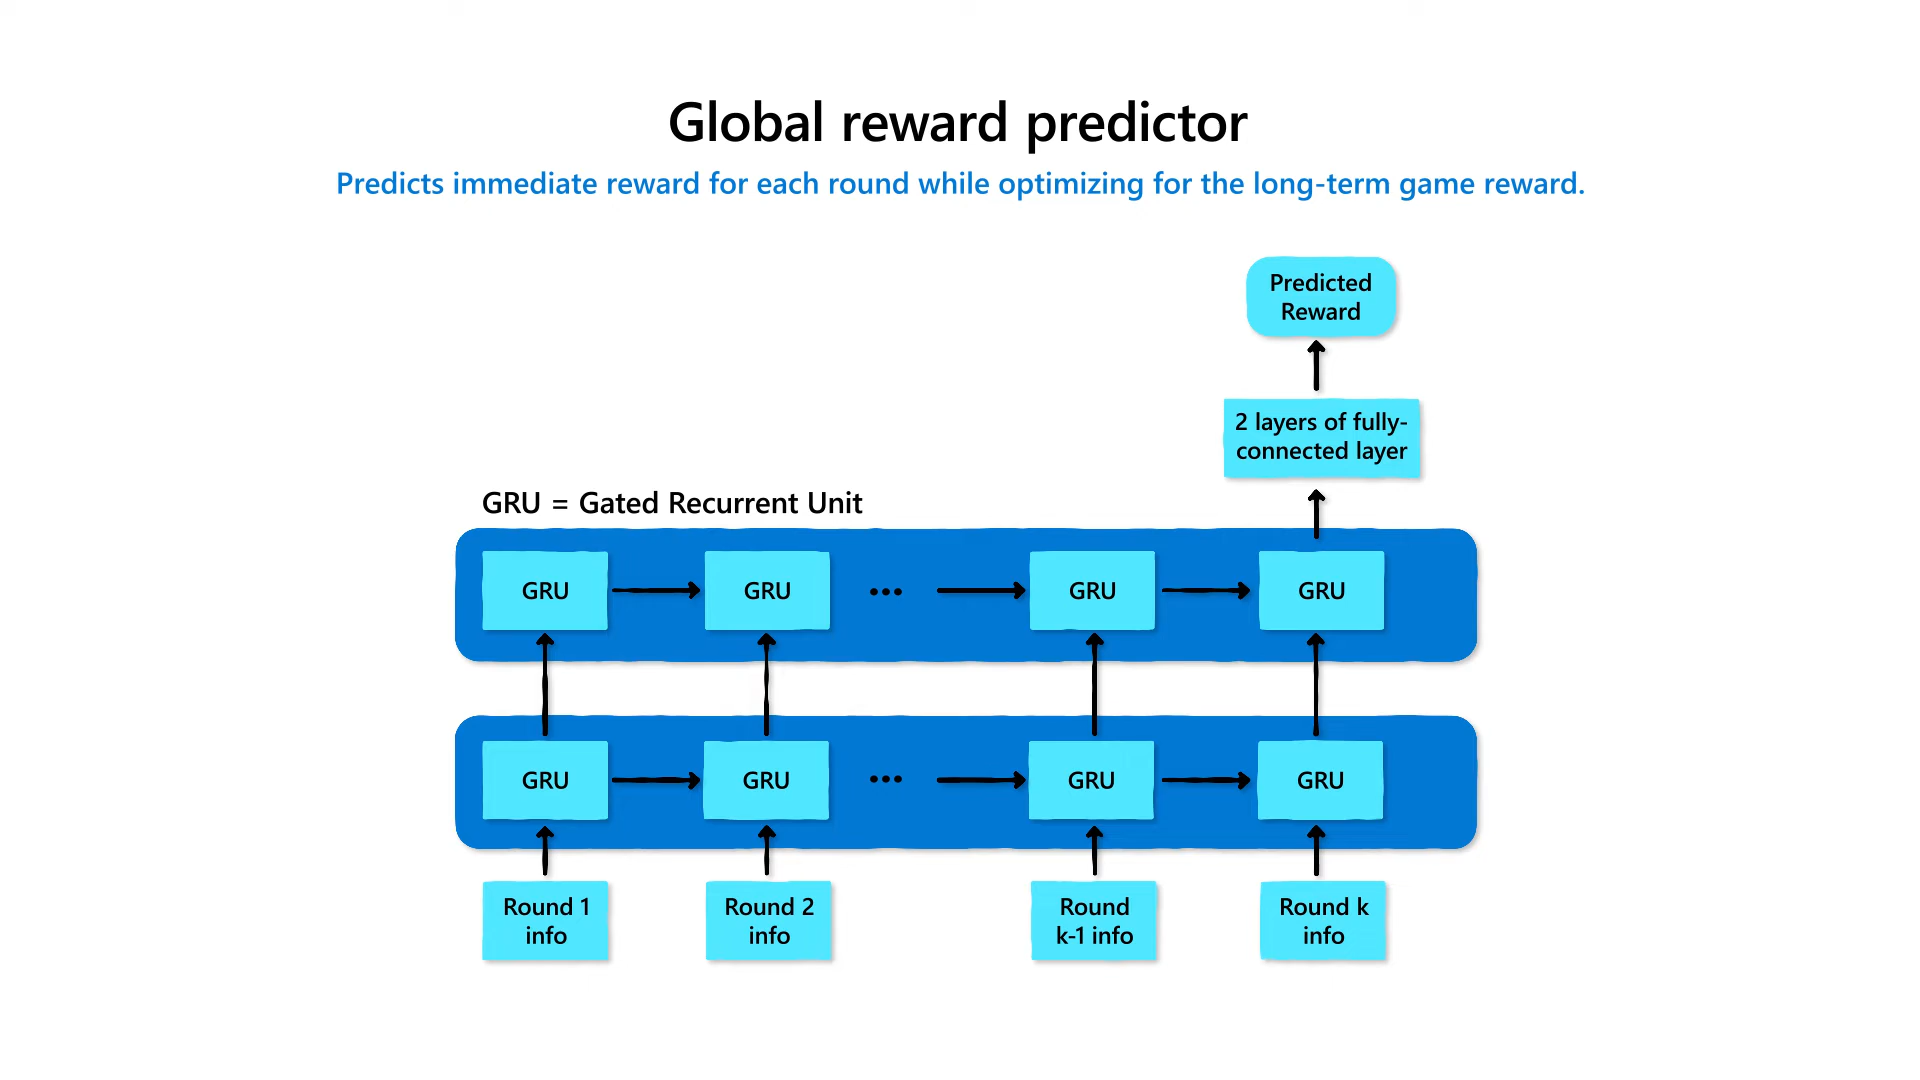 Global reward predictor
Predicts immediate reward for each round while optimizing for the long-term game reward.
Predicted
Reward
2 layers of fully-
connected layer
GRU = Gated Recurrent Unit
GRU
GRU
...
GRU
GRU
GRU
GRU
...
GRU
GRU
Round 1
info
Round 2
info
Round
k-1 info
Round k
info